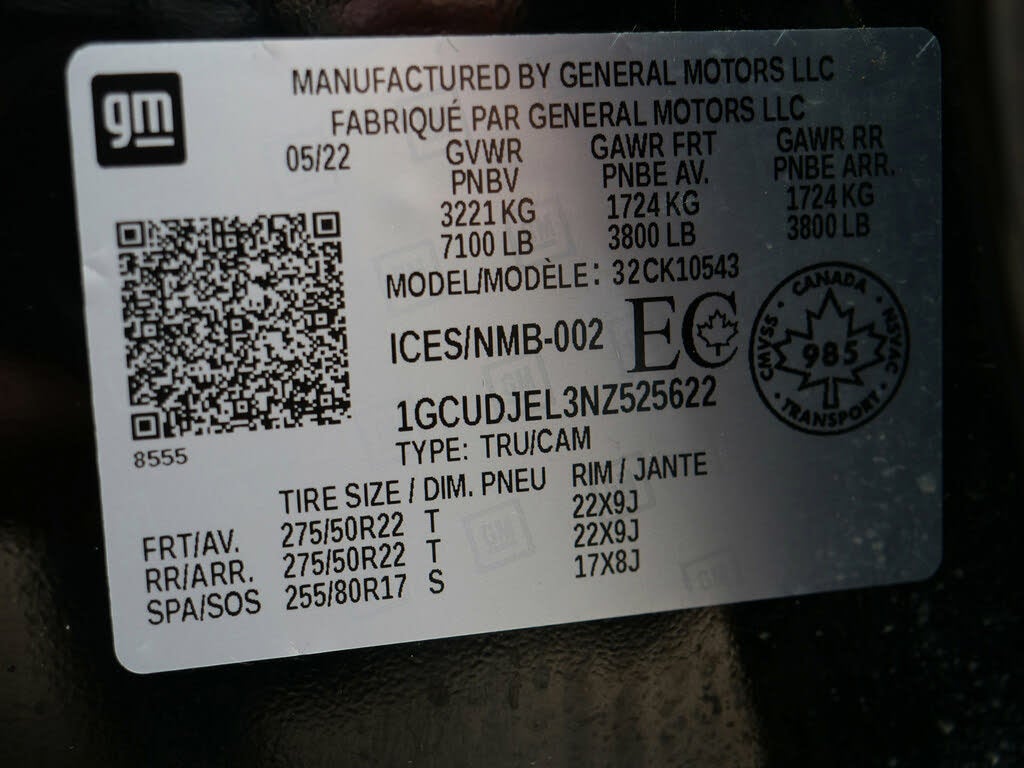 gm
MANUFACTURED BY GENERAL MOTORS LLC
FABRIQUÉ PAR GENERAL MOTORS LLC
05/22 GVWR GAWR FRT GAWR RR
PNBV PNBE AV. PNBE ARR.
3221 KG 1724 KG 1724 KG
7100 LB 3800 LB 3800 LB
MODEL/MODÈLE: 32CK10543
ICES/NMB-002 EC
CANADA
CMVSS 985 NSVAC
TRANSPORT
1GCUDJEL3NZ525622
8555
TYPE: TRU/CAM
TIRE SIZE / DIM. PNEU RIM / JANTE
FRT/AV. 275/50R22 T 22X9J
RR/ARR. 275/50R22 T 22X9J
SPA/SOS 255/80R17 S 17X8J